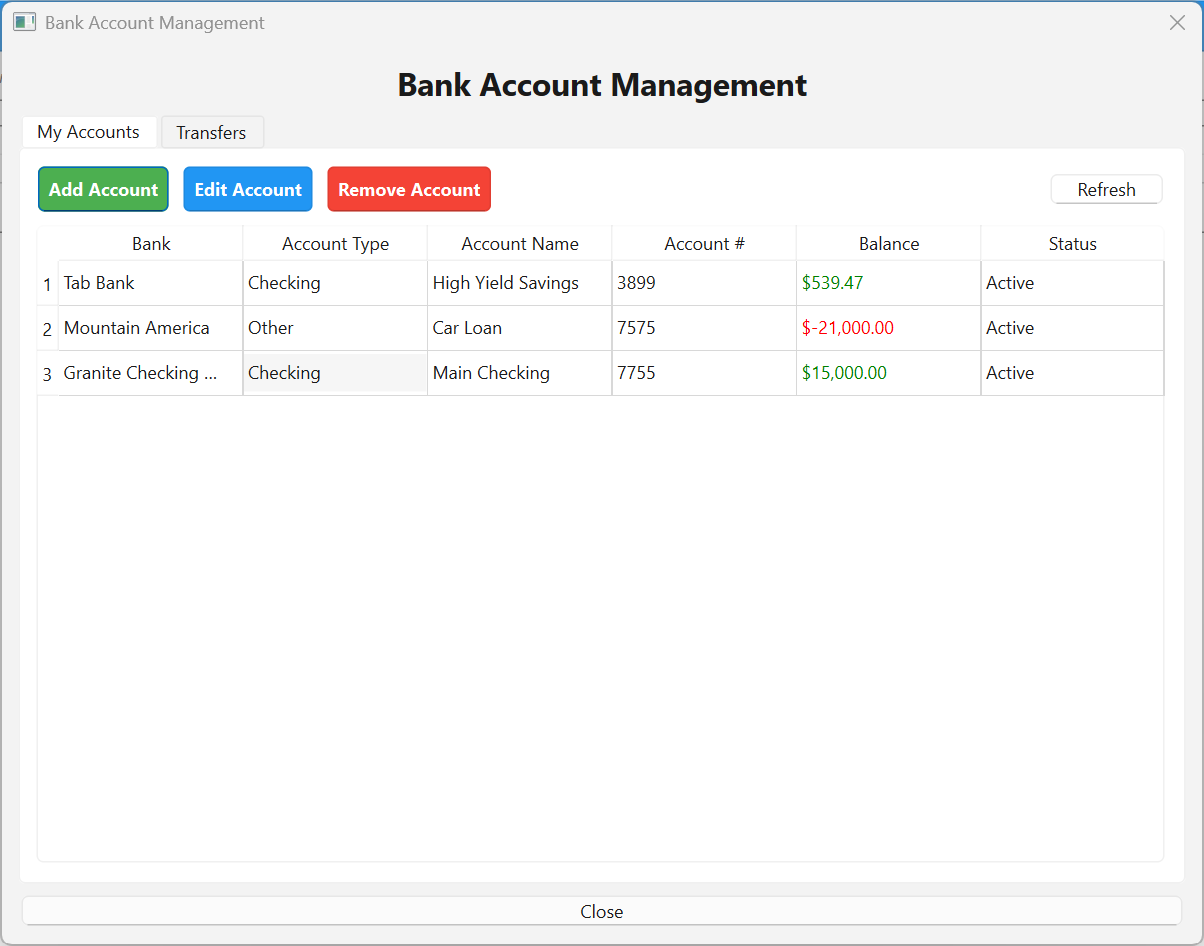 Bank Account Management
Bank Account Management
My Accounts Transfers
Add Account Edit Account Remove Account Refresh
Bank Account Type Account Name Account # Balance Status
1 Tab Bank Checking High Yield Savings 3899 $539.47 Active
2 Mountain America Other Car Loan 7575 $-21,000.00 Active
3 Granite Checking ... Checking Main Checking 7755 $15,000.00 Active
Close